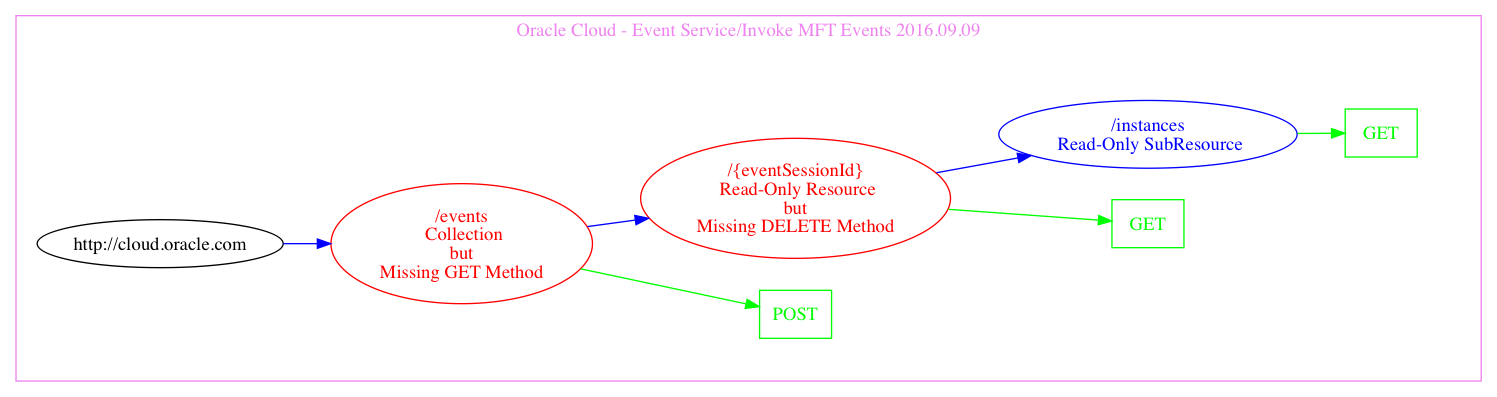 Oracle Cloud - Event Service/Invoke MFT Events 2016.09.09
http://cloud.oracle.com
/events
Collection
but
Missing GET Method
POST
/{eventSessionId}
Read-Only Resource
but
Missing DELETE Method
GET
/instances
Read-Only SubResource
GET